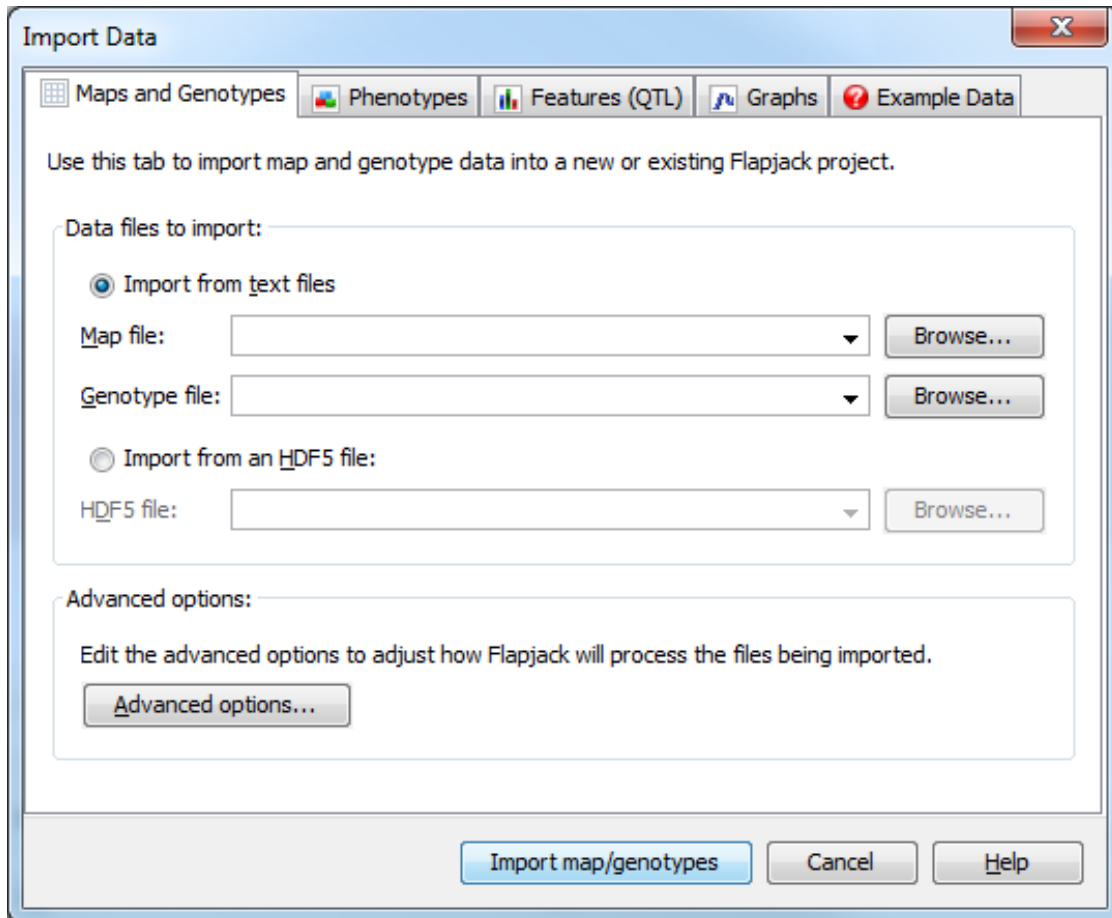 Import Data
Maps and Genotypes Phenotypes Features (QTL) Graphs Example Data
Use this tab to import map and genotype data into a new or existing Flapjack project.
Data files to import:
Import from text files
Map file: Browse...
Genotype file: Browse...
Import from an HDF5 file:
HDF5 file: Browse...
Advanced options:
Edit the advanced options to adjust how Flapjack will process the files being imported.
Advanced options...
Import map/genotypes Cancel Help